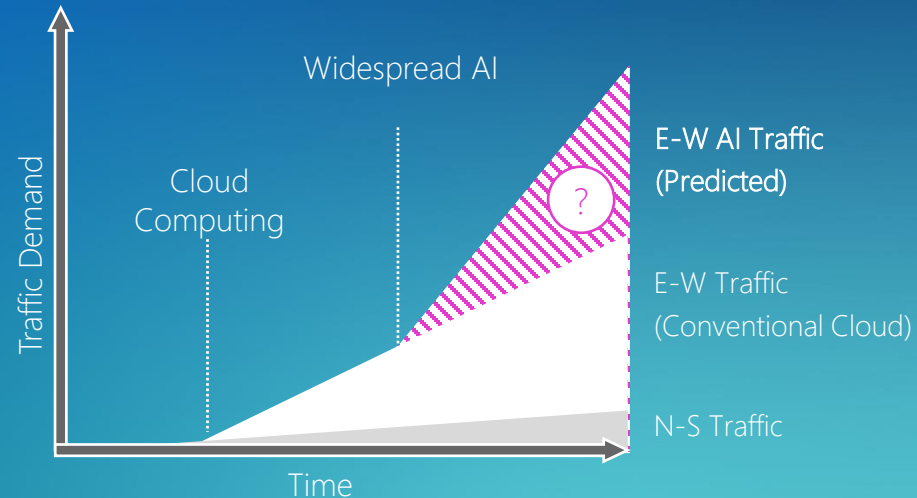 Widespread AI
Cloud
Computing
Traffic Demand
?
E-W AI Traffic
(Predicted)
E-W Traffic
(Conventional Cloud)
N-S Traffic
Time